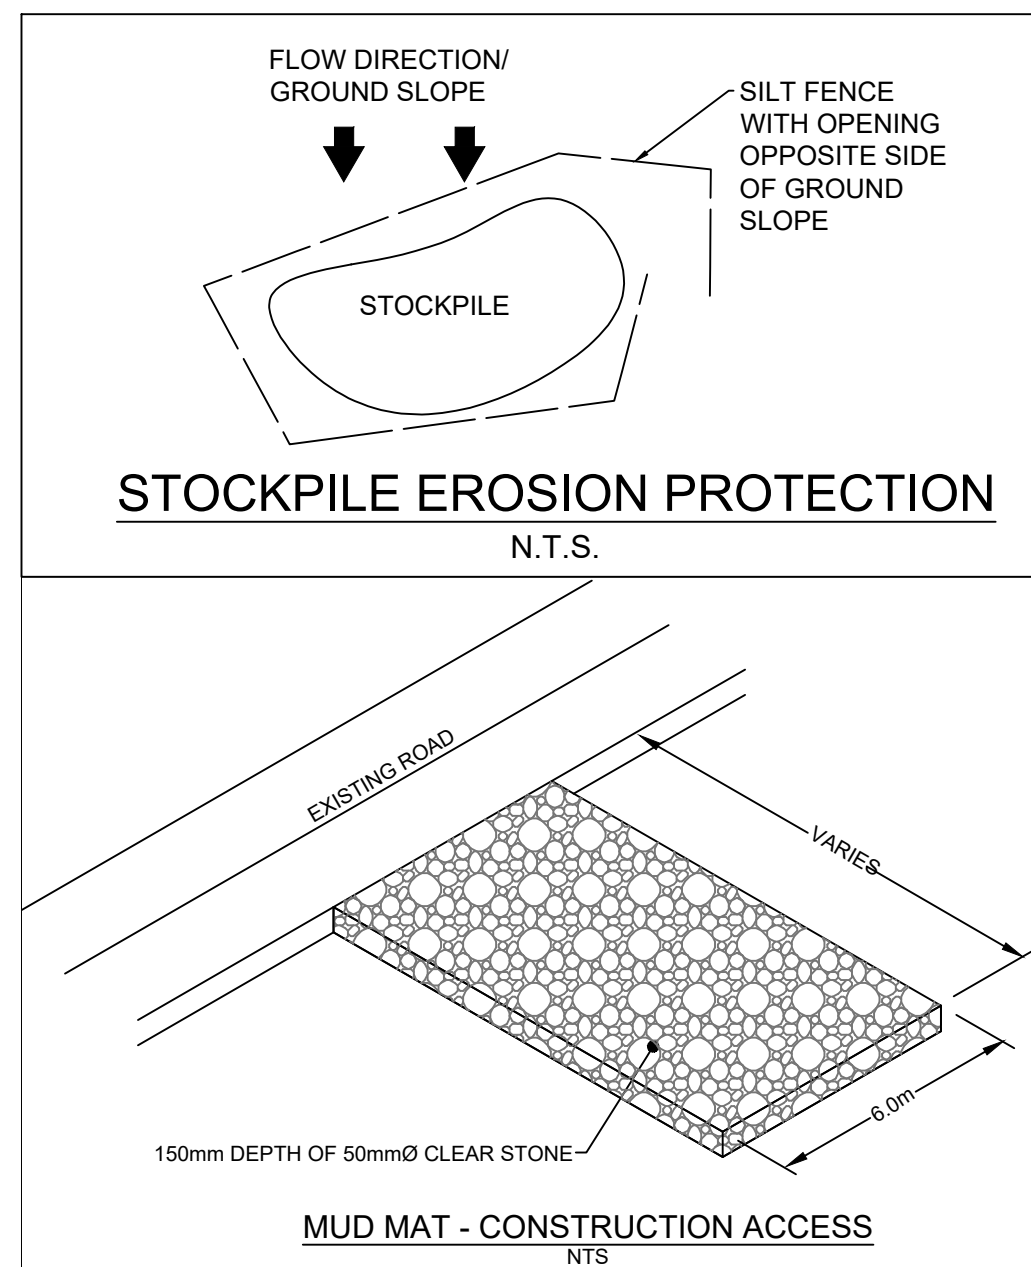 FLOW DIRECTION/
GROUND SLOPE
SILT FENCE
WITH OPENING
OPPOSITE SIDE
OF GROUND
SLOPE
STOCKPILE
STOCKPILE EROSION PROTECTION
N.T.S.
EXISTING ROAD
VARIES
6.0m
150mm DEPTH OF 50mmØ CLEAR STONE
MUD MAT - CONSTRUCTION ACCESS
NTS